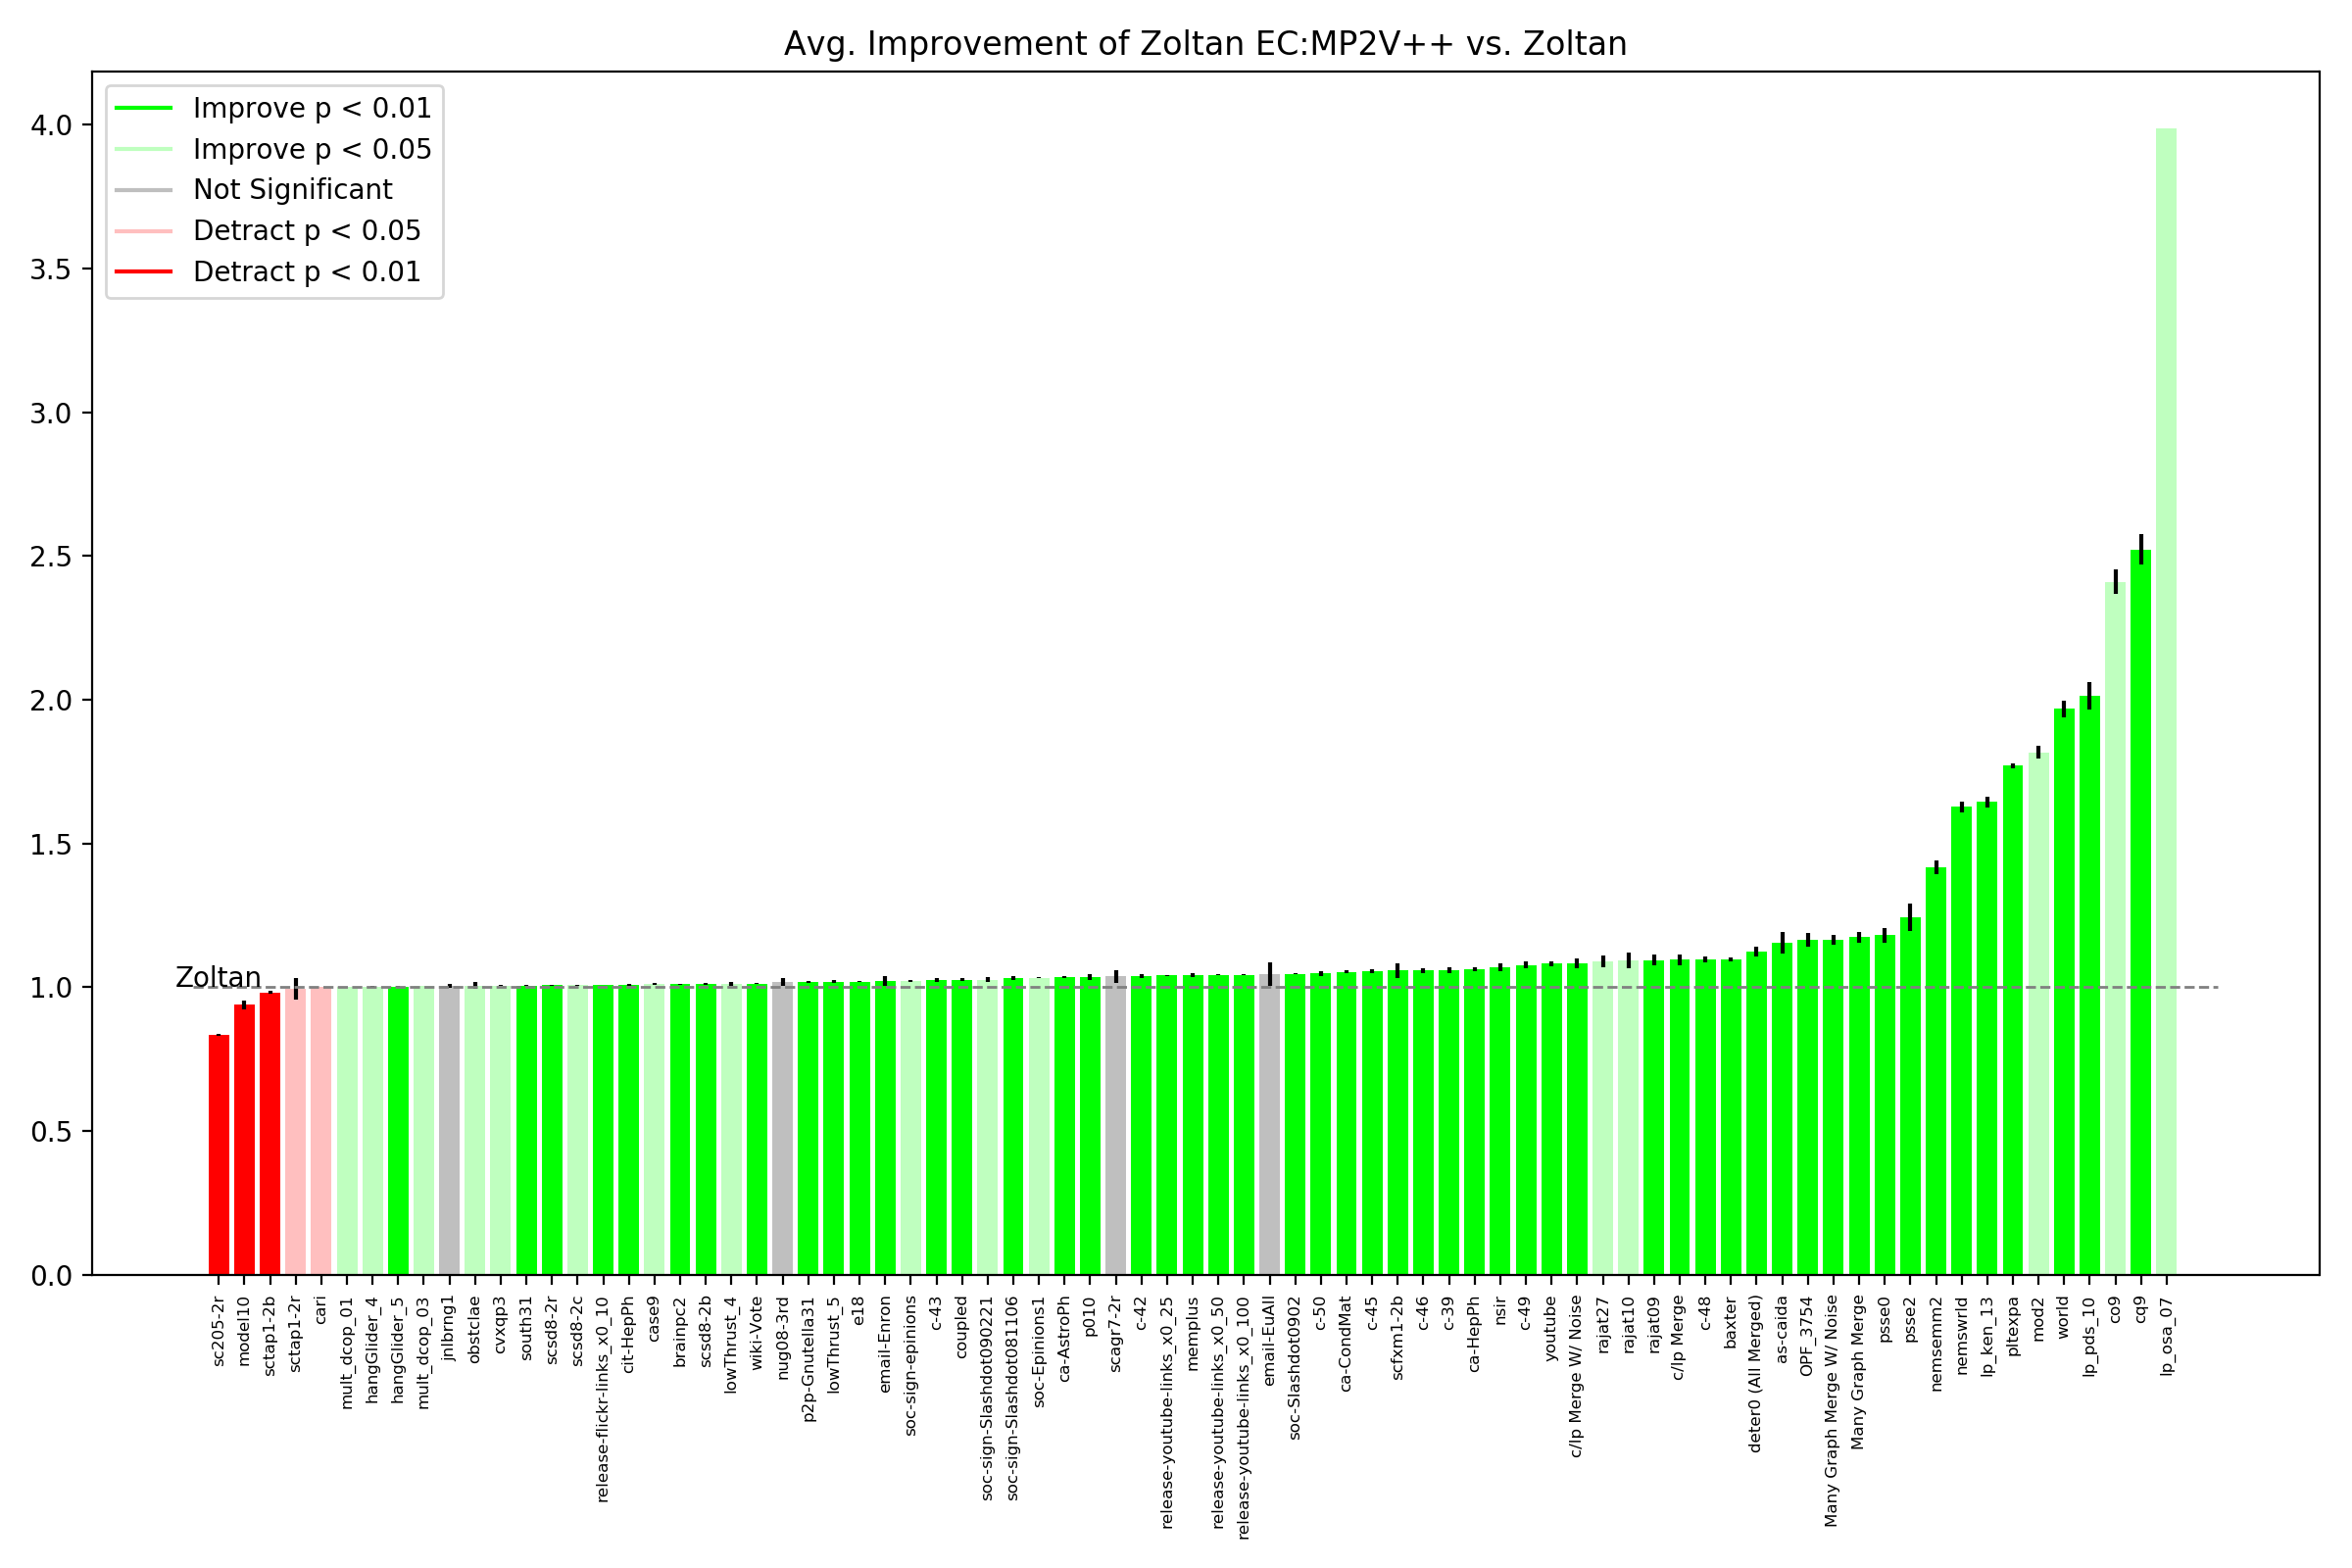 Avg. Improvement of Zoltan EC:MP2V++ vs. Zoltan
Improve p < 0.01
Improve p < 0.05
Not Significant
Detract p < 0.05
Detract p < 0.01
4.0
3.5
3.0
2.5
2.0
1.5
1.0
0.5
0.0
Zoltan
sc205-2r
model10
sctap1-2b
sctap1-2r
cari
mult_dcop_01
hangGlider_4
hangGlider_5
mult_dcop_03
jnlbrng1
obstclae
cvxqp3
south31
scsd8-2r
scsd8-2c
release-flickr-links_x0_10
cit-HepPh
case9
brainpc2
scsd8-2b
lowThrust_4
wiki-Vote
nug08-3rd
p2p-Gnutella31
lowThrust_5
e18
email-Enron
soc-sign-epinions
c-43
coupled
soc-sign-Slashdot090221
soc-sign-Slashdot081106
soc-Epinions1
ca-AstroPh
p010
scagr7-2r
c-42
release-youtube-links_x0_25
memplus
release-youtube-links_x0_50
release-youtube-links_x0_100
email-EuAll
soc-Slashdot0902
c-50
ca-CondMat
c-45
scfxm1-2b
c-46
c-39
ca-HepPh
nsir
c-49
youtube
c/lp Merge W/ Noise
rajat27
rajat10
rajat09
c/lp Merge
c-48
baxter
deter0 (All Merged)
as-caida
OPF_3754
Many Graph Merge W/ Noise
Many Graph Merge
psse0
psse2
nemsemm2
nemswrld
lp_ken_13
pltexpa
mod2
world
lp_pds_10
co9
cq9
lp_osa_07